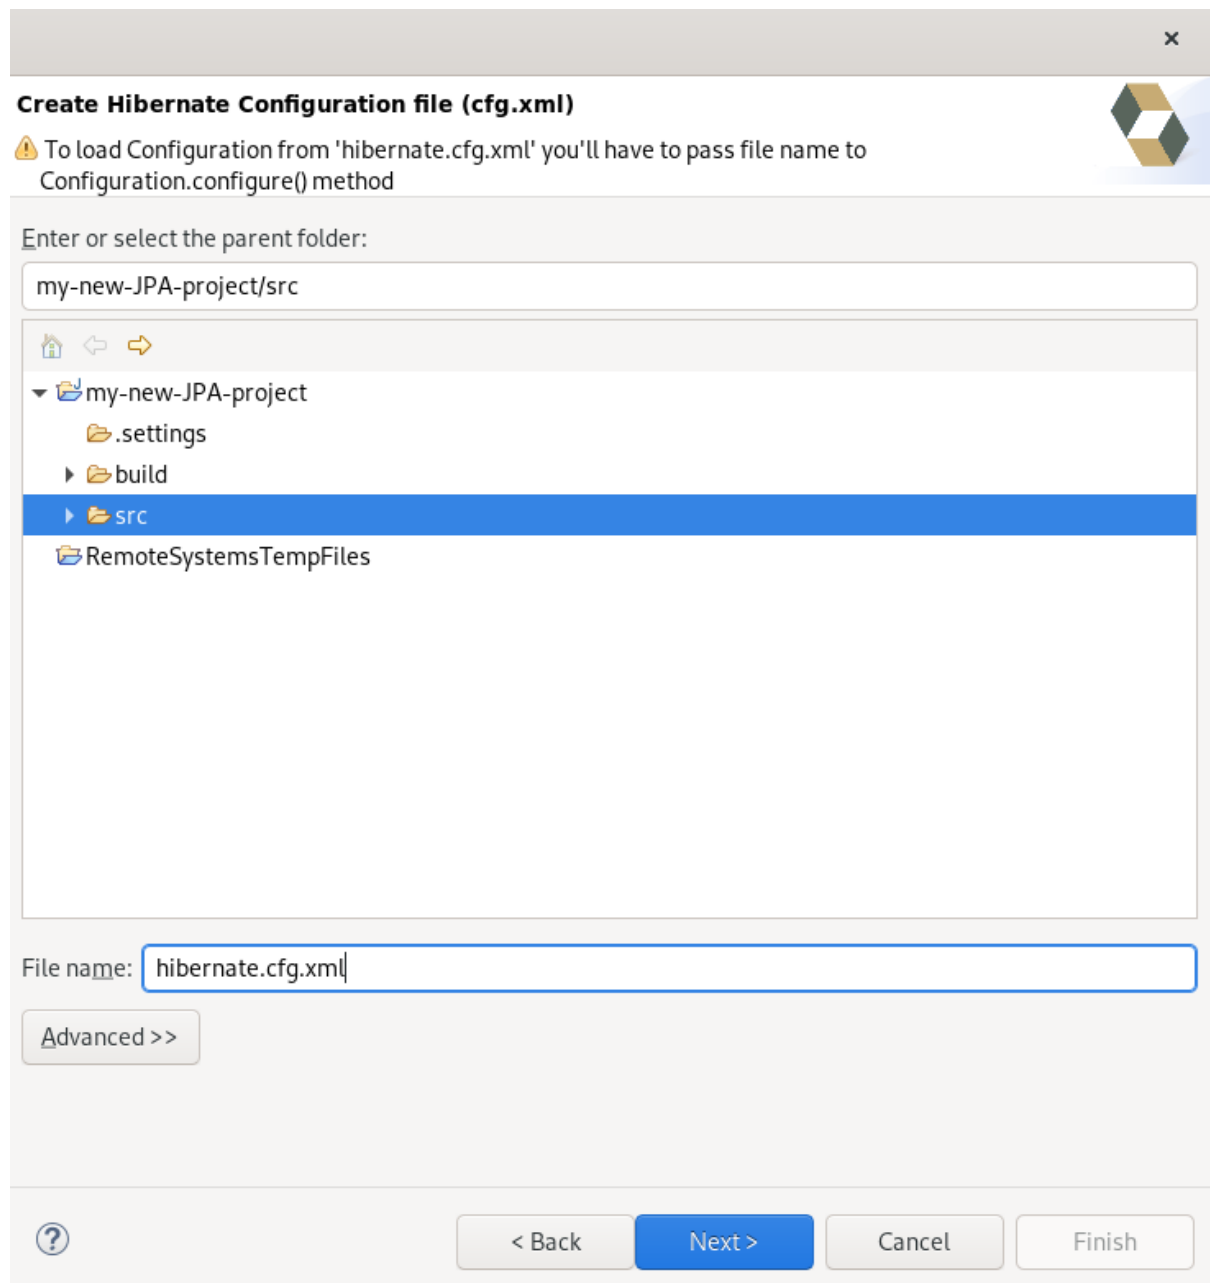 Create Hibernate Configuration file (cfg.xml)
To load Configuration from 'hibernate.cfg.xml' you'll have to pass file name to
Configuration.configure() method
Enter or select the parent folder:
my-new-JPA-project/src
my-new-JPA-project
.settings
build
src
RemoteSystemsTempFiles
File name: hibernate.cfg.xml
Advanced >>
< Back Next > Cancel Finish